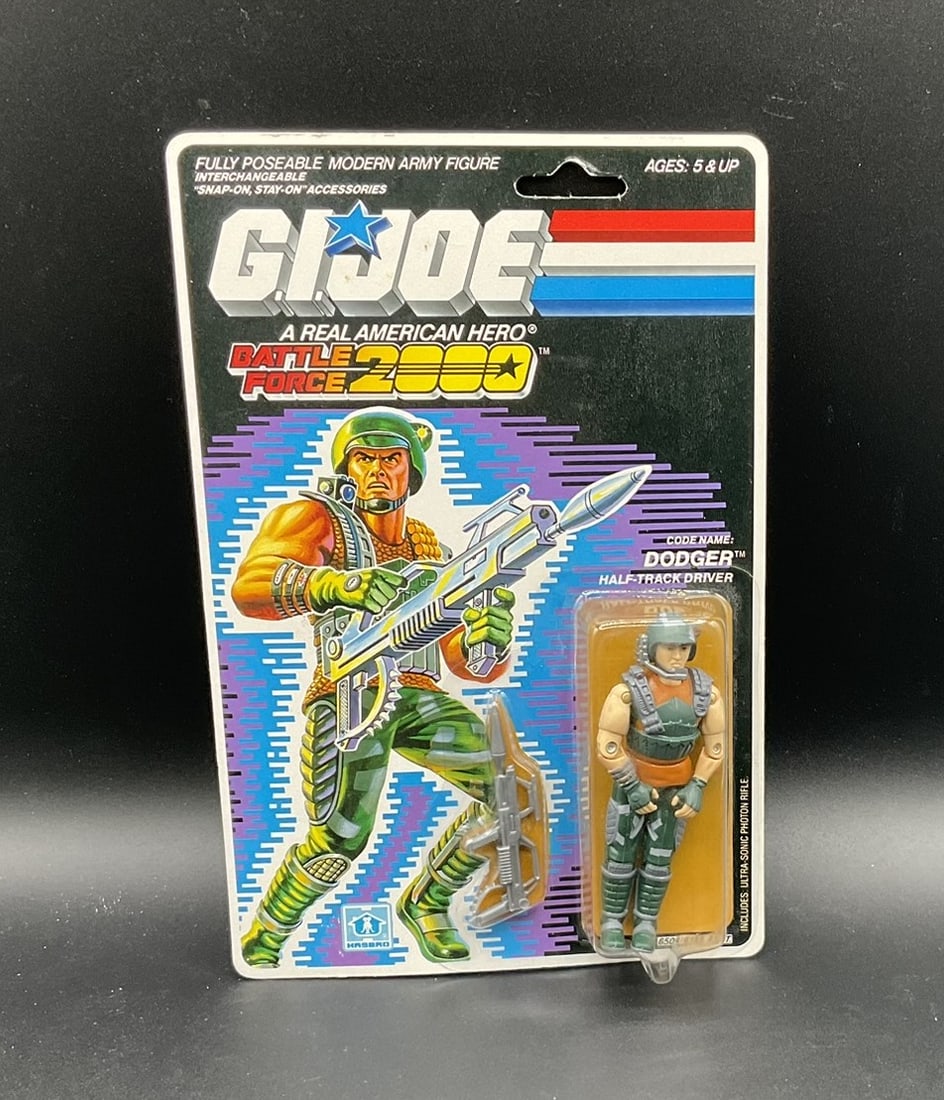 FULLY POSEABLE MODERN ARMY FIGURE
INTERCHANGEABLE
"SNAP-ON, STAY-ON" ACCESSORIES
AGES: 5 & UP
G.I. JOE
A REAL AMERICAN HERO®
BATTLE
FORCE
2000™
CODE NAME:
DODGER™
HALF-TRACK DRIVER
INCLUDES: ULTRA-SONIC PHOTON RIFLE.
HASBRO